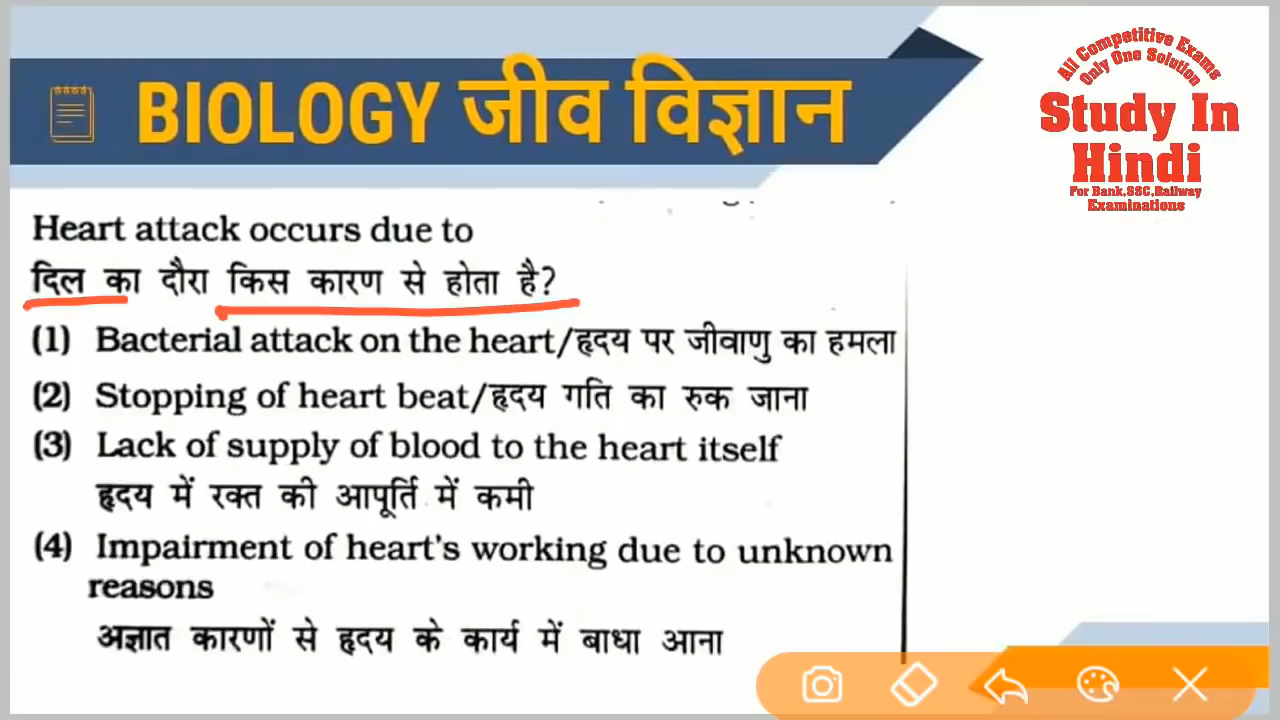 BIOLOGY जीव विज्ञान
All Competitive Exams
Only One Solution
Study In
Hindi
For Bank,SSC,Railway
Examinations
Heart attack occurs due to
दिल का दौरा किस कारण से होता है?
(1) Bacterial attack on the heart/हृदय पर जीवाणु का हमला
(2) Stopping of heart beat/हृदय गति का रुक जाना
(3) Lack of supply of blood to the heart itself
हृदय में रक्त की आपूर्ति में कमी
(4) Impairment of heart's working due to unknown
reasons
अज्ञात कारणों से हृदय के कार्य में बाधा आना